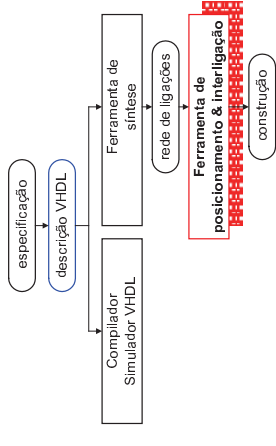 especificação
descrição VHDL
Compilador
Simulador VHDL
Ferramenta de
síntese
rede de ligações
Ferramenta de
posicionamento & interligação
construção